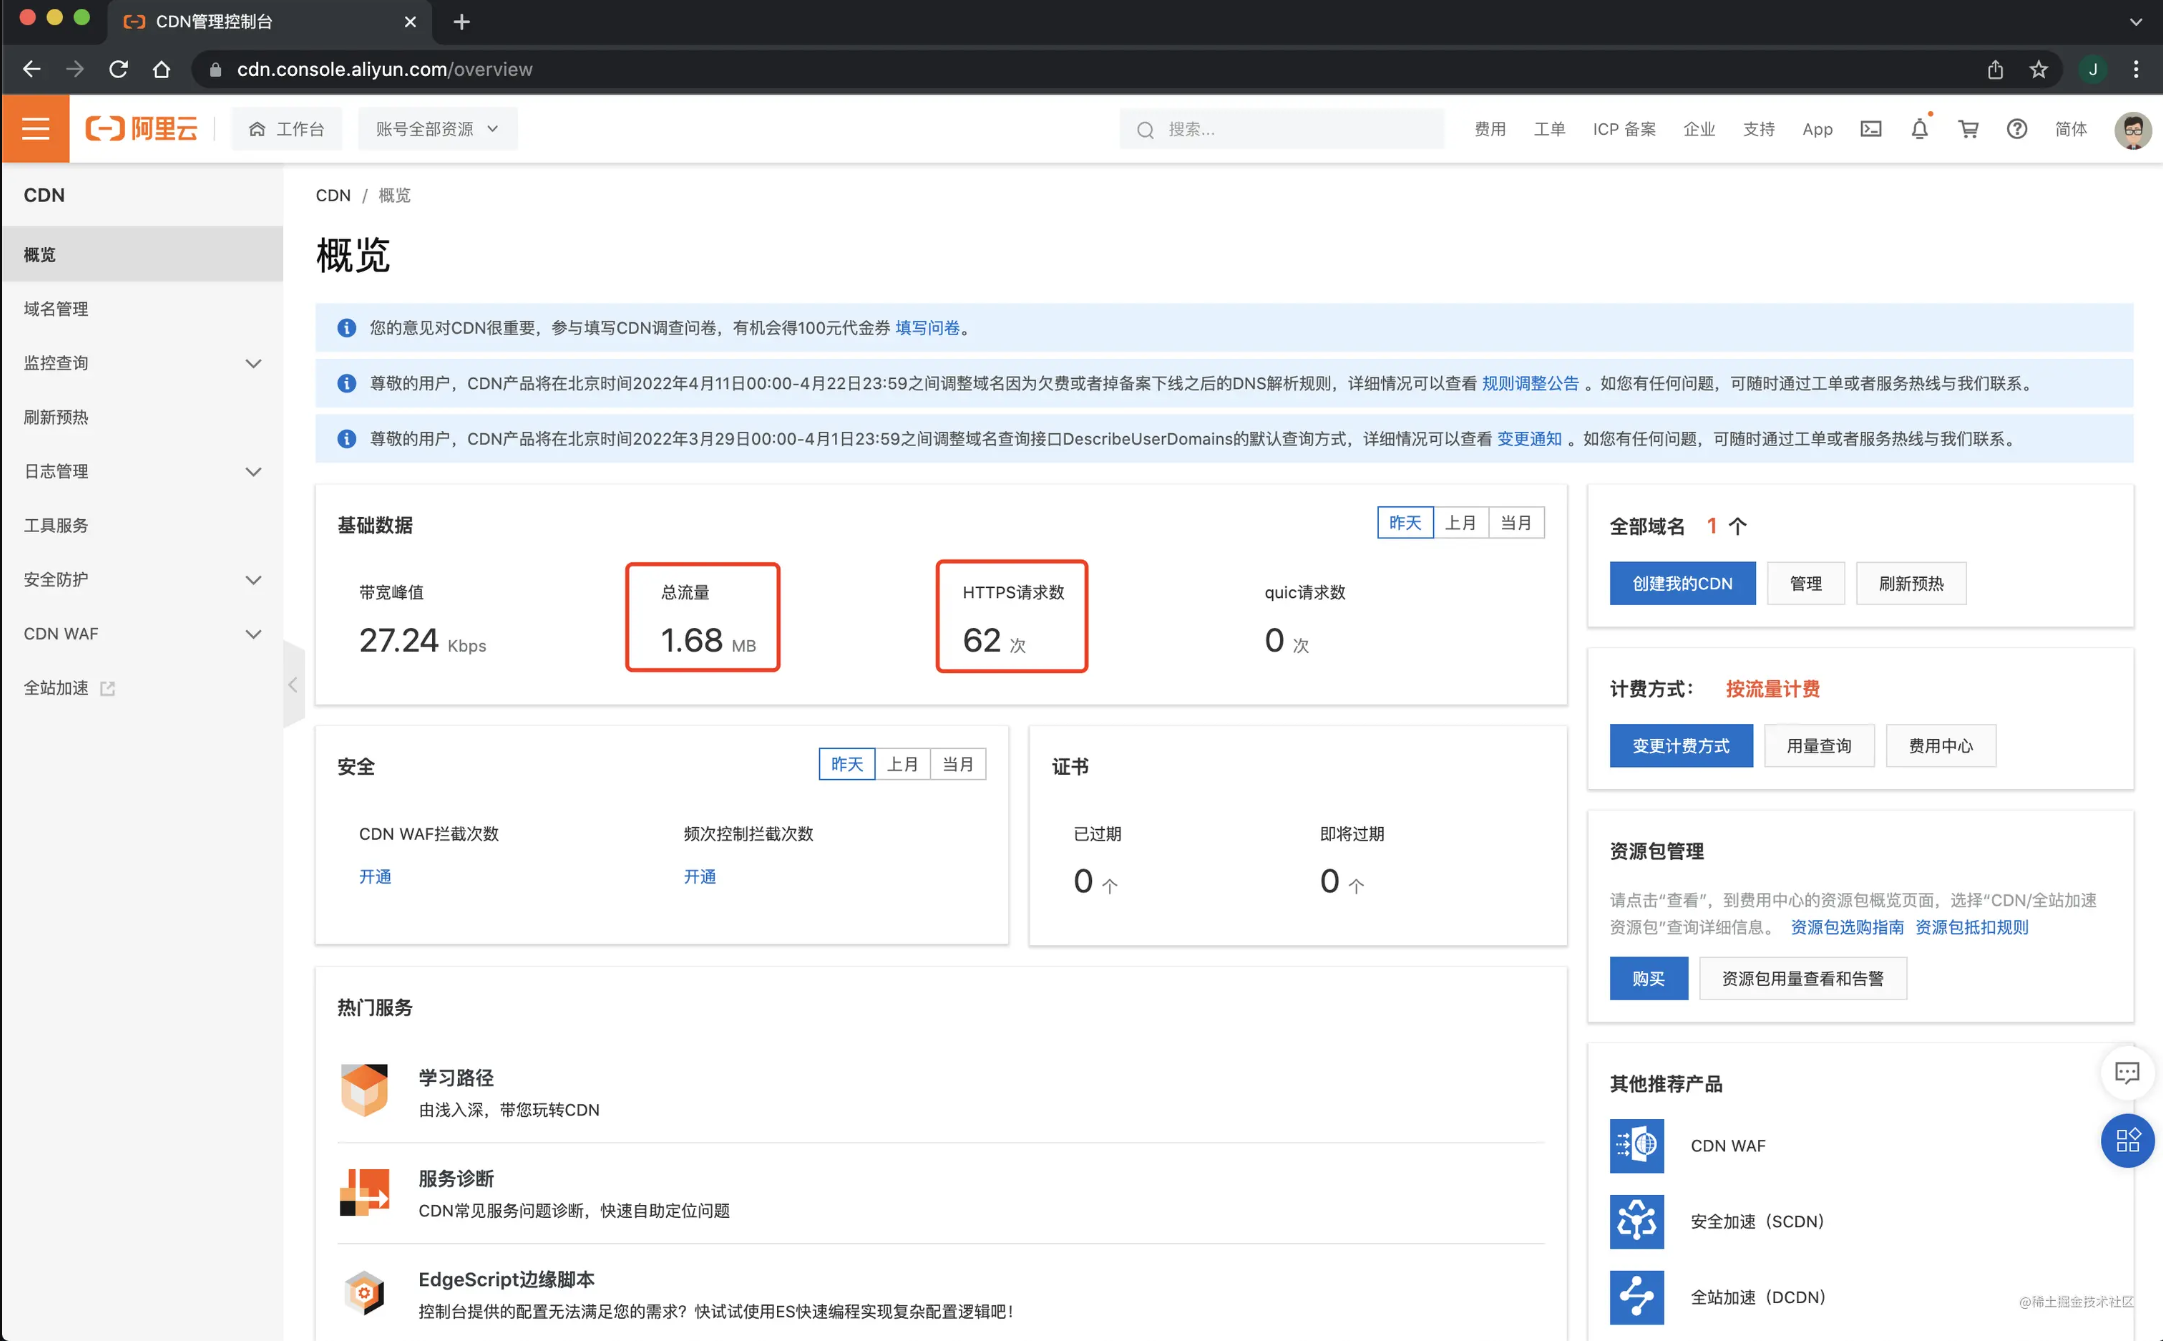 CDN管理控制台
cdn.console.aliyun.com/overview
J
阿里云
工作台
账号全部资源
搜索...
费用
工单
ICP 备案
企业
支持
App
简体
CDN
概览
域名管理
监控查询
刷新预热
日志管理
工具服务
安全防护
CDN WAF
全站加速
CDN / 概览
概览
您的意见对CDN很重要，参与填写CDN调查问卷，有机会得100元代金券 填写问卷。
尊敬的用户，CDN产品将在北京时间2022年4月11日00:00-4月22日23:59之间调整域名因为欠费或者掉备案下线之后的DNS解析规则，详细情况可以查看 规则调整公告 。如您有任何问题，可随时通过工单或者服务热线与我们联系。
尊敬的用户，CDN产品将在北京时间2022年3月29日00:00-4月1日23:59之间调整域名查询接口DescribeUserDomains的默认查询方式，详细情况可以查看 变更通知 。如您有任何问题，可随时通过工单或者服务热线与我们联系。
基础数据
昨天 上月 当月
带宽峰值
27.24 Kbps
总流量
1.68 MB
HTTPS请求数
62 次
quic请求数
0 次
安全
昨天 上月 当月
CDN WAF拦截次数
开通
频次控制拦截次数
开通
证书
已过期
0 个
即将过期
0 个
热门服务
学习路径
由浅入深，带您玩转CDN
服务诊断
CDN常见服务问题诊断，快速自助定位问题
EdgeScript边缘脚本
控制台提供的配置无法满足您的需求？快试试使用ES快速编程实现复杂配置逻辑吧！
全部域名 1 个
创建我的CDN 管理 刷新预热
计费方式： 按流量计费
变更计费方式 用量查询 费用中心
资源包管理
请点击“查看”，到费用中心的资源包概览页面，选择“CDN/全站加速
资源包”查询详细信息。 资源包选购指南 资源包抵扣规则
购买 资源包用量查看和告警
其他推荐产品
CDN WAF
安全加速（SCDN）
全站加速（DCDN）
@稀土掘金技术社区